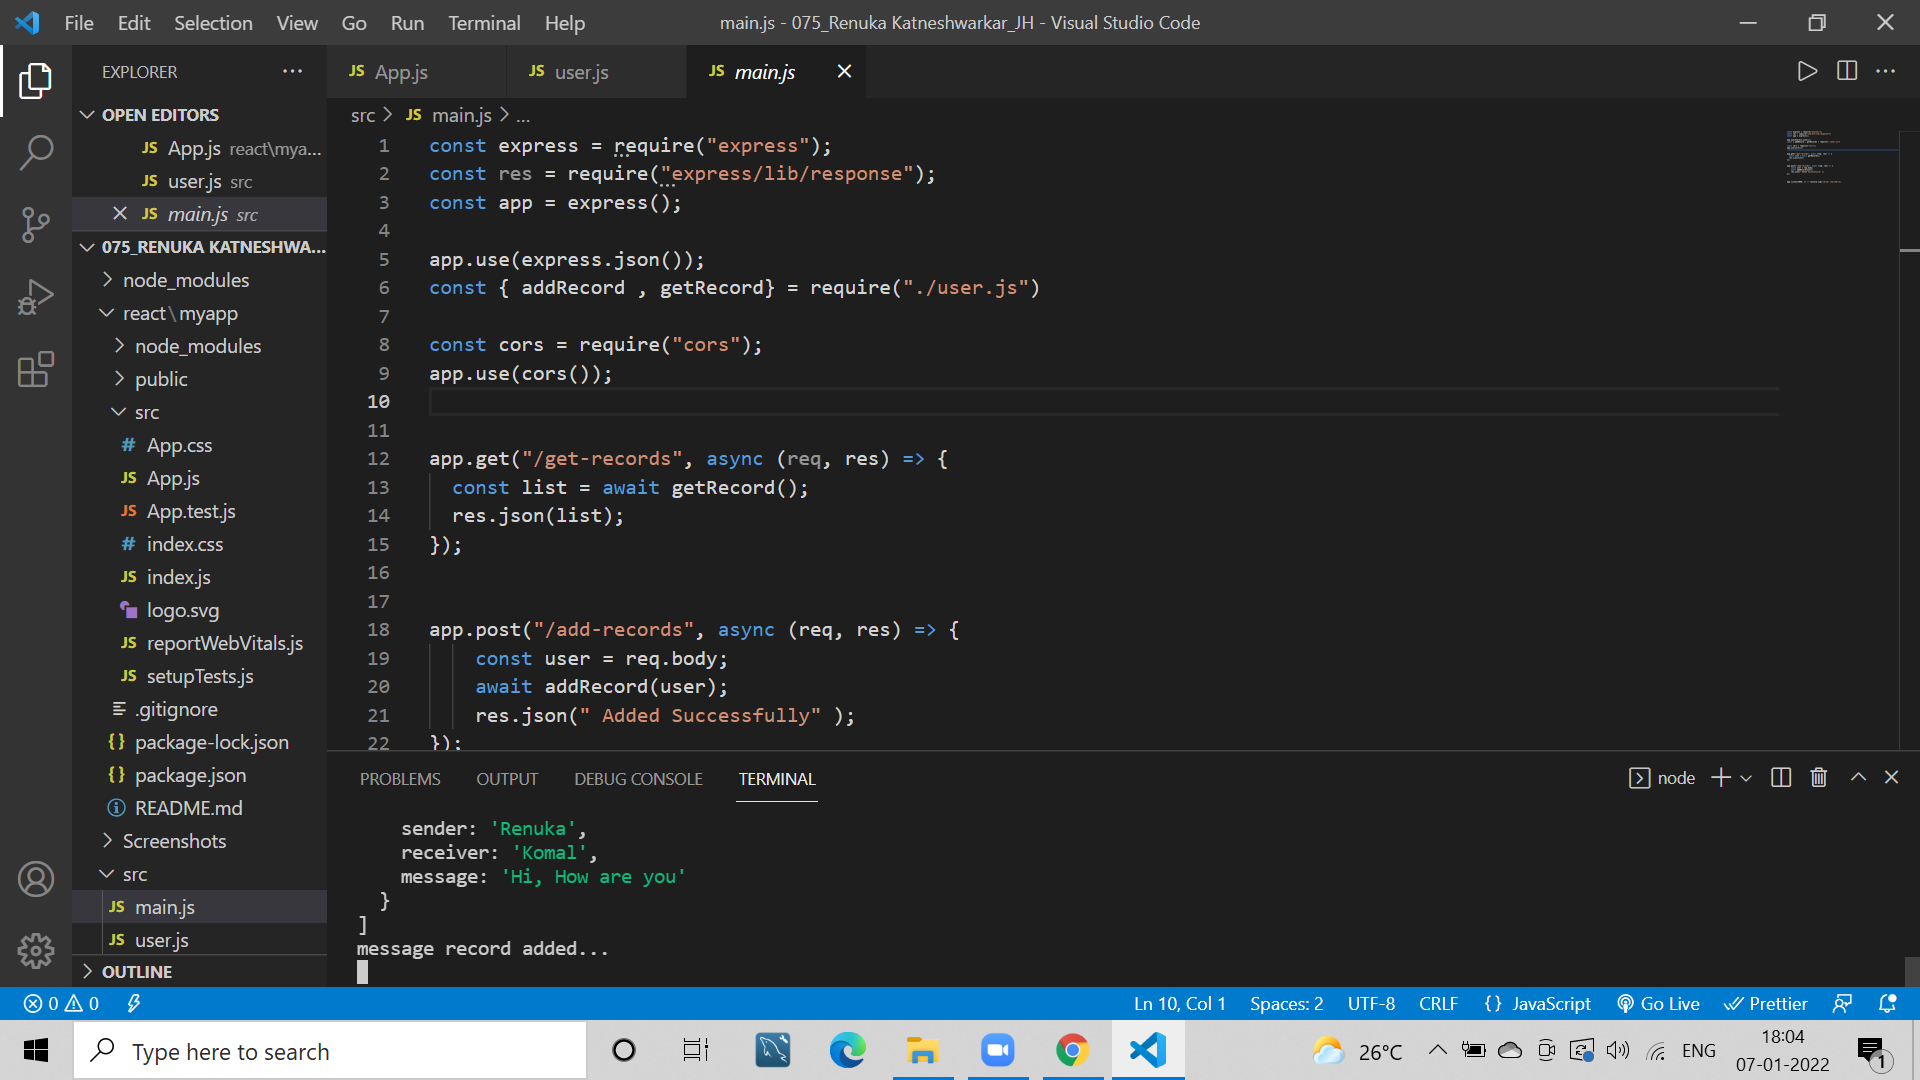 File Edit Selection View Go Run Terminal Help
main.js - 075_Renuka Katneshwarkar_JH - Visual Studio Code
EXPLORER
OPEN EDITORS
JS App.js react\mya...
JS user.js src
JS main.js src
075_RENUKA KATNESHWA...
node_modules
react\myapp
node_modules
public
src
# App.css
JS App.js
JS App.test.js
# index.css
JS index.js
logo.svg
JS reportWebVitals.js
JS setupTests.js
.gitignore
{} package-lock.json
{} package.json
README.md
Screenshots
src
JS main.js
JS user.js
OUTLINE
JS App.js JS user.js JS main.js
src > JS main.js > ...
1 const express = require("express");
2 const res = require("express/lib/response");
3 const app = express();
4
5 app.use(express.json());
6 const { addRecord , getRecord} = require("./user.js")
7
8 const cors = require("cors");
9 app.use(cors());
10
11
12 app.get("/get-records", async (req, res) => {
13 const list = await getRecord();
14 res.json(list);
15 });
16
17
18 app.post("/add-records", async (req, res) => {
19 const user = req.body;
20 await addRecord(user);
21 res.json(" Added Successfully" );
22 });
PROBLEMS OUTPUT DEBUG CONSOLE TERMINAL
node
sender: 'Renuka',
receiver: 'Komal',
message: 'Hi, How are you'
}
]
message record added...
0 0 Ln 10, Col 1 Spaces: 2 UTF-8 CRLF {} JavaScript Go Live Prettier
Type here to search
26°C ENG
18:04
07-01-2022
1